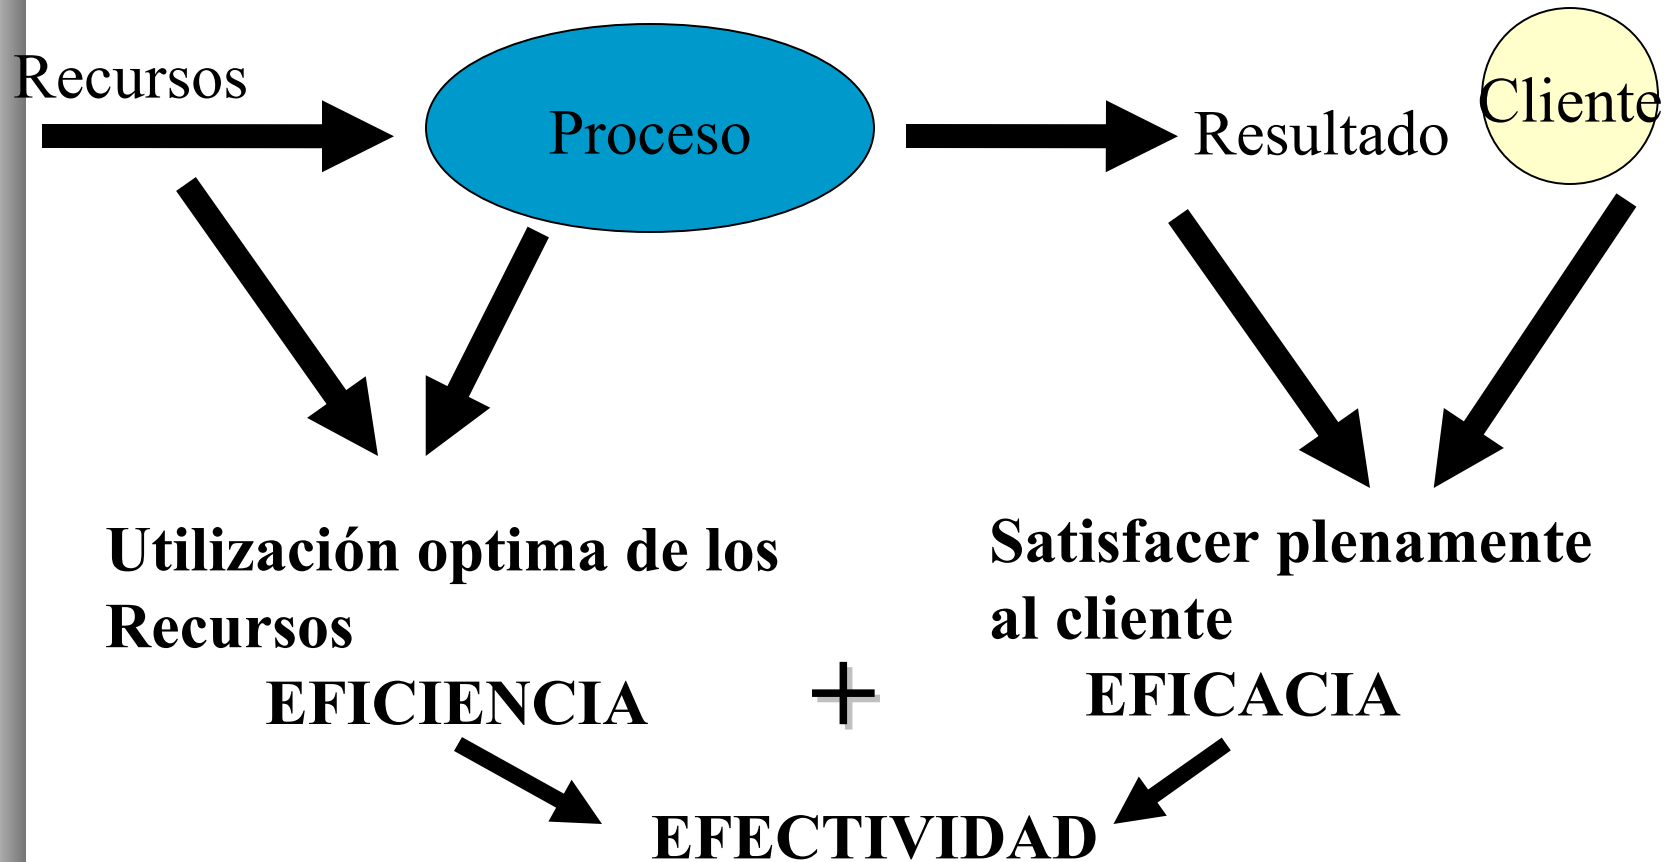 Recursos
Proceso
Resultado
Cliente
Utilización optima de los
Recursos
EFICIENCIA
+
Satisfacer plenamente
al cliente
EFICACIA
EFECTIVIDAD